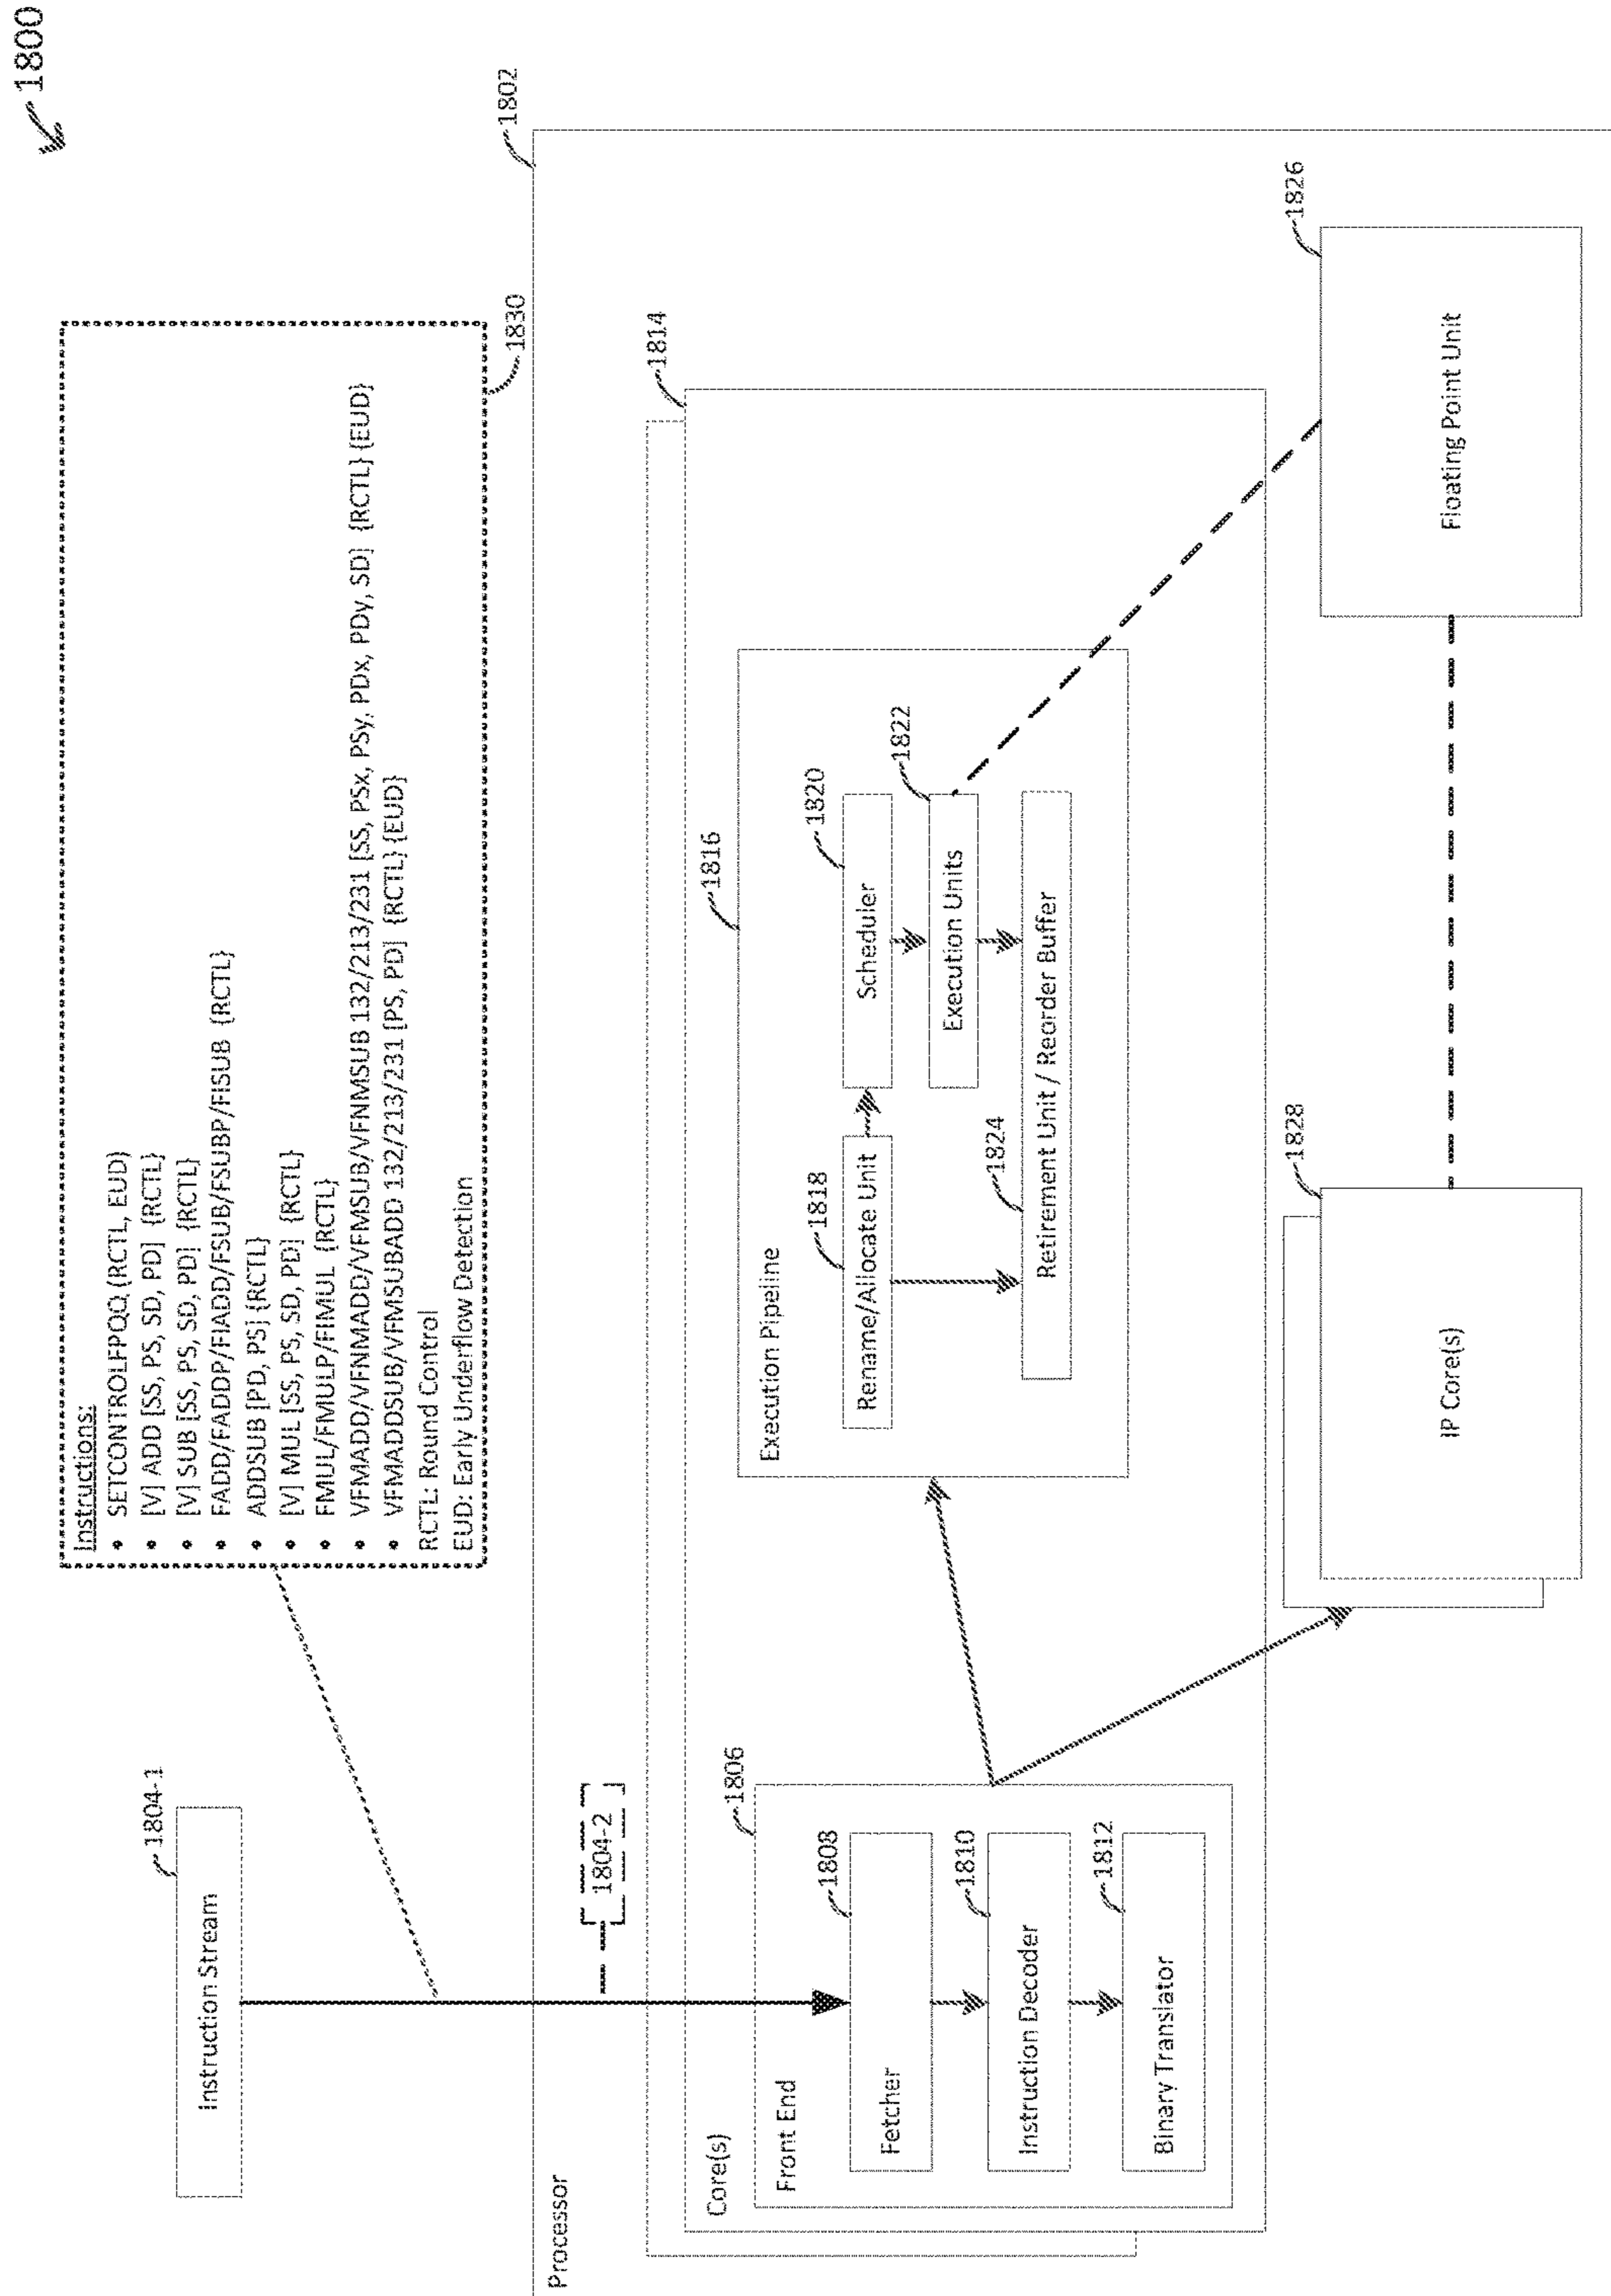 1800
Instruction Stream
1804-1
Instructions:
• SETCONTROLFPQQ {RCTL, EUD}
• [V] ADD [SS, PS, SD, PD] {RCTL}
• [V] SUB [SS, PS, SD, PD] {RCTL}
• FADD/FADDP/FIADD/FSUB/FSUBP/FISUB {RCTL}
• ADDSUB [PD, PS] {RCTL}
• [V] MUL [SS, PS, SD, PD] {RCTL}
• FMUL/FMULP/FIMUL {RCTL}
• VFMADD/VFNMADD/VFMSUB/VFNMSUB 132/213/231 [SS, PSx, PSy, PDx, PDy, SD] {RCTL} {EUD}
• VFMADDSUB/VFMSUBADD 132/213/231 [PS, PD] {RCTL} {EUD}
RCTL: Round Control
EUD: Early Underflow Detection
1830
Processor
1802
1804-2
Core(s)
1814
Front End
1806
Fetcher
1808
Instruction Decoder
1810
Binary Translator
1812
Execution Pipeline
1816
Rename/Allocate Unit
1818
Scheduler
1820
Execution Units
1822
Retirement Unit / Reorder Buffer
1824
IP Core(s)
1828
Floating Point Unit
1826